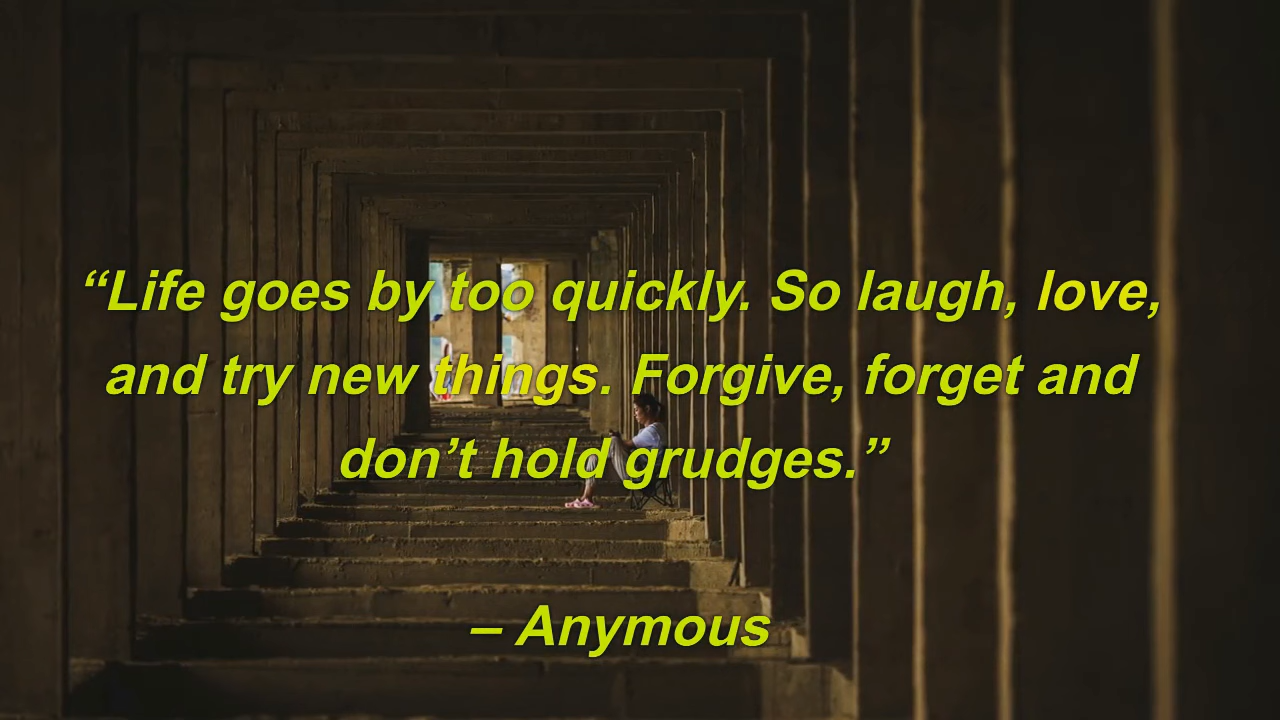 “Life goes by too quickly. So laugh, love,
and try new things. Forgive, forget and
don’t hold grudges.”
– Anymous